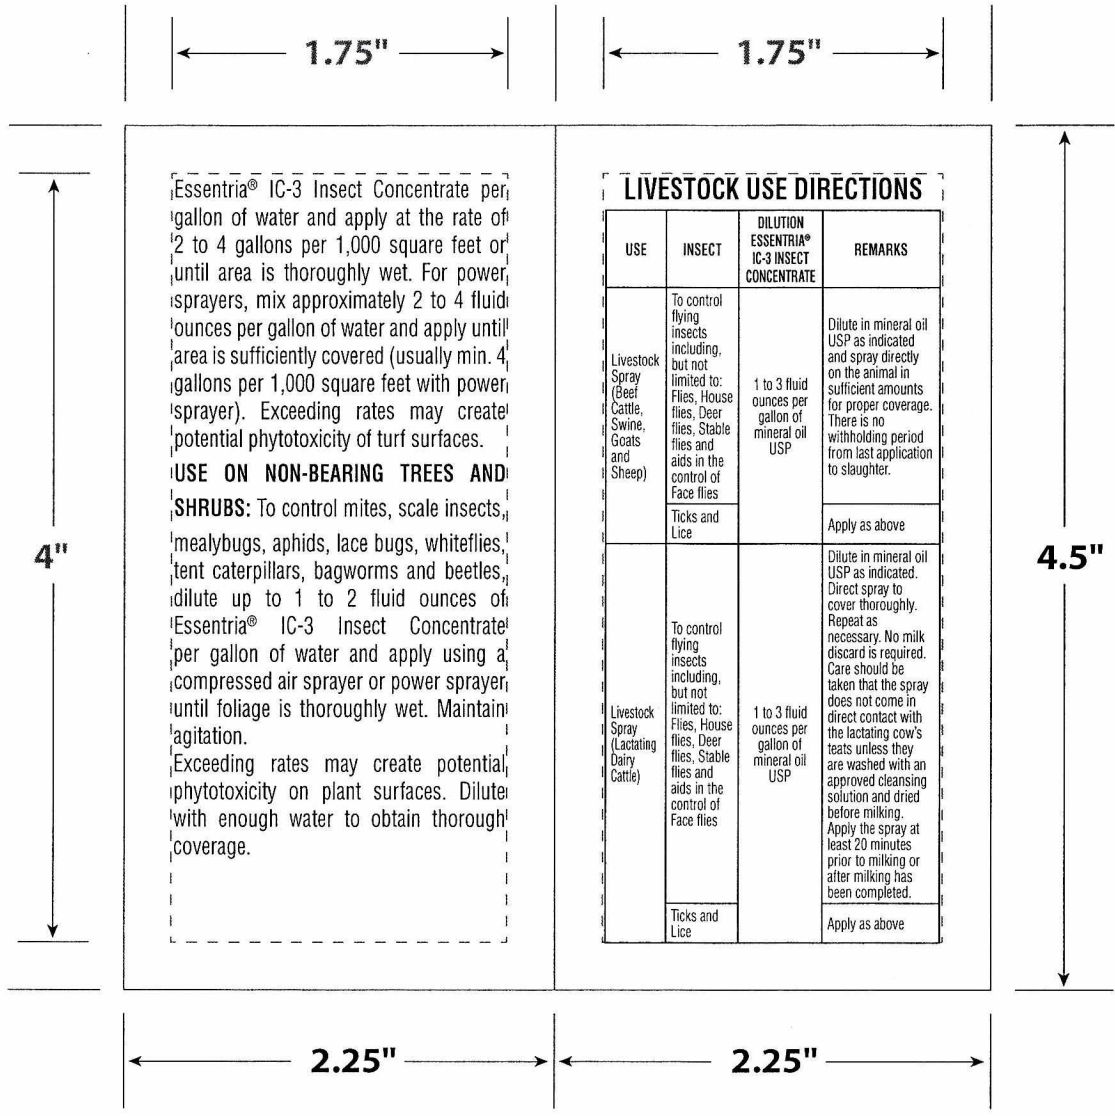 1.75"
1.75"
4"
4.5"
Essentria® IC-3 Insect Concentrate per
gallon of water and apply at the rate of
2 to 4 gallons per 1,000 square feet or
until area is thoroughly wet. For power
sprayers, mix approximately 2 to 4 fluid
ounces per gallon of water and apply until
area is sufficiently covered (usually min. 4
gallons per 1,000 square feet with power
sprayer). Exceeding rates may create
potential phytotoxicity of turf surfaces.
USE ON NON-BEARING TREES AND
SHRUBS: To control mites, scale insects,
mealybugs, aphids, lace bugs, whiteflies,
tent caterpillars, bagworms and beetles,
dilute up to 1 to 2 fluid ounces of
Essentria® IC-3 Insect Concentrate
per gallon of water and apply using a
compressed air sprayer or power sprayer
until foliage is thoroughly wet. Maintain
agitation.
Exceeding rates may create potential
phytotoxicity on plant surfaces. Dilute
with enough water to obtain thorough
coverage.
LIVESTOCK USE DIRECTIONS
USE
INSECT
DILUTION
ESSENTRIA®
IC-3 INSECT
CONCENTRATE
REMARKS
Livestock
Spray
(Beef
Cattle,
Swine,
Goats
and
Sheep)
To control
flying
insects
including,
but not
limited to:
Flies, House
flies, Deer
flies, Stable
flies and
aids in the
control of
Face flies
1 to 3 fluid
ounces per
gallon of
mineral oil
USP
Dilute in mineral oil
USP as indicated
and spray directly
on the animal in
sufficient amounts
for proper coverage.
There is no
withholding period
from last application
to slaughter.
Ticks and
Lice
Apply as above
Livestock
Spray
(Lactating
Dairy
Cattle)
To control
flying
insects
including,
but not
limited to:
Flies, House
flies, Deer
flies, Stable
flies and
aids in the
control of
Face flies
1 to 3 fluid
ounces per
gallon of
mineral oil
USP
Dilute in mineral oil
USP as indicated.
Direct spray to
cover thoroughly.
Repeat as
necessary. No milk
discard is required.
Care should be
taken that the spray
does not come in
direct contact with
the lactating cow's
teats unless they
are washed with an
approved cleansing
solution and dried
before milking.
Apply the spray at
least 20 minutes
prior to milking or
after milking has
been completed.
Ticks and
Lice
Apply as above
2.25"
2.25"